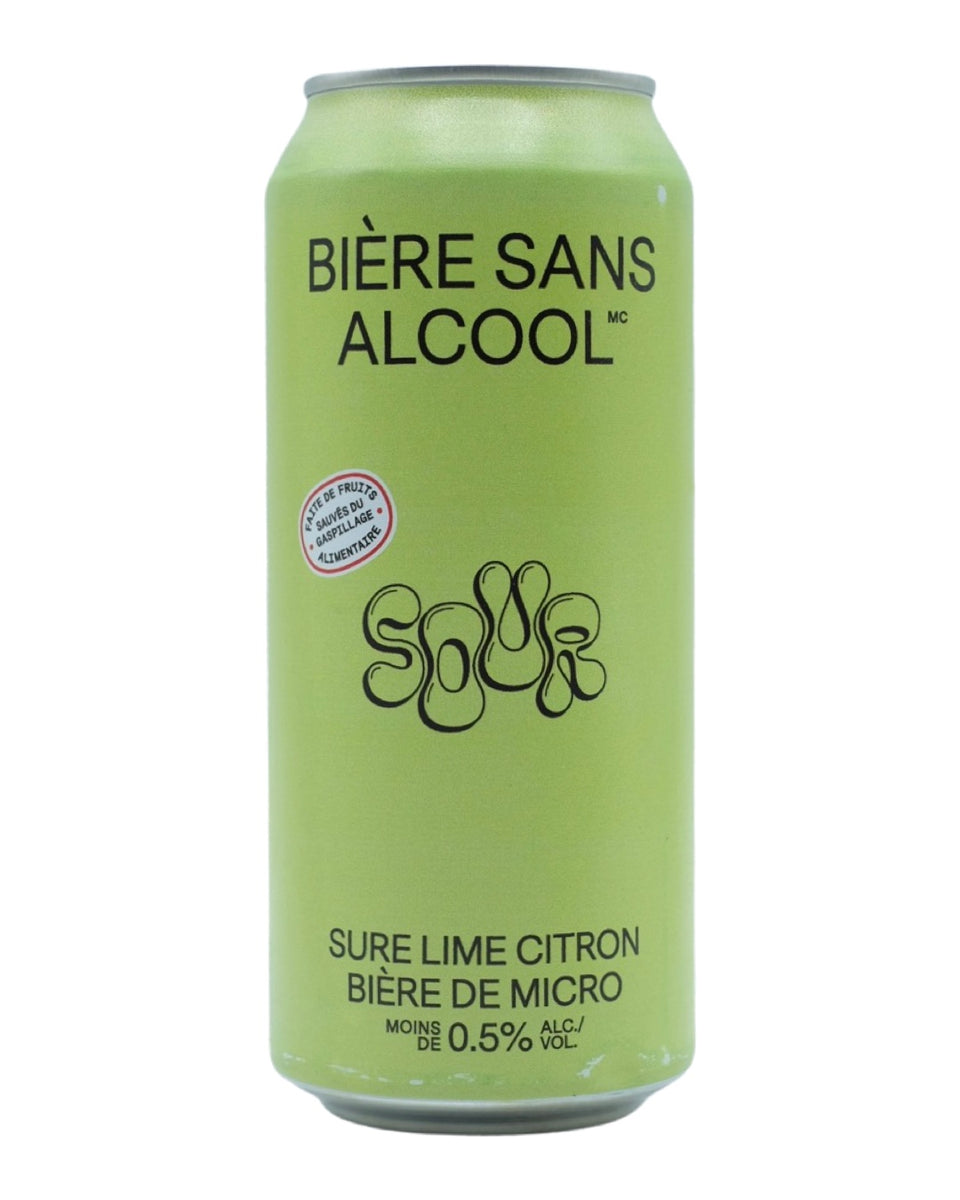 BIÈRE SANS
ALCOOL MC
FAITE DE FRUITS
SAUVÉS DU
GASPILLAGE
ALIMENTAIRE
SOUR
SURE LIME CITRON
BIÈRE DE MICRO
MOINS DE 0.5% ALC./VOL.